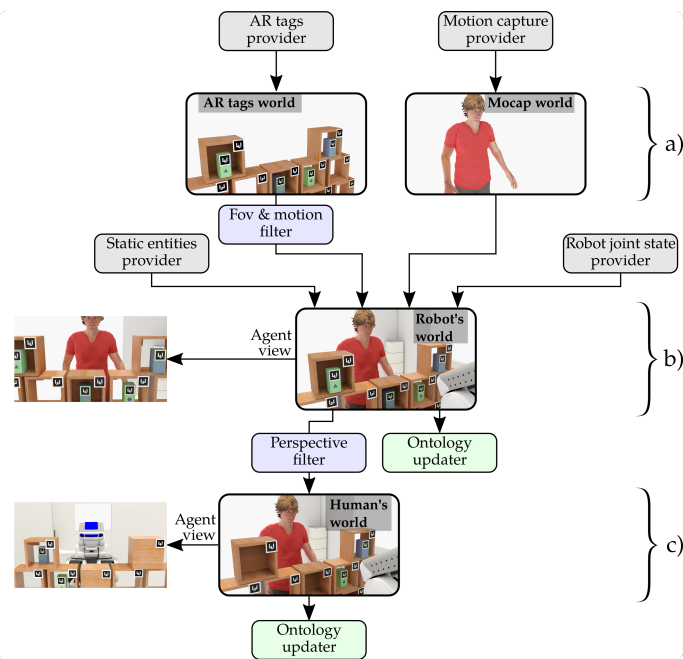 AR tags
provider
Motion capture
provider
AR tags world
Mocap world
a)
Fov & motion
filter
Static entities
provider
Robot joint state
provider
Robot's
world
Agent
view
b)
Perspective
filter
Ontology
updater
Human's
world
Agent
view
c)
Ontology
updater